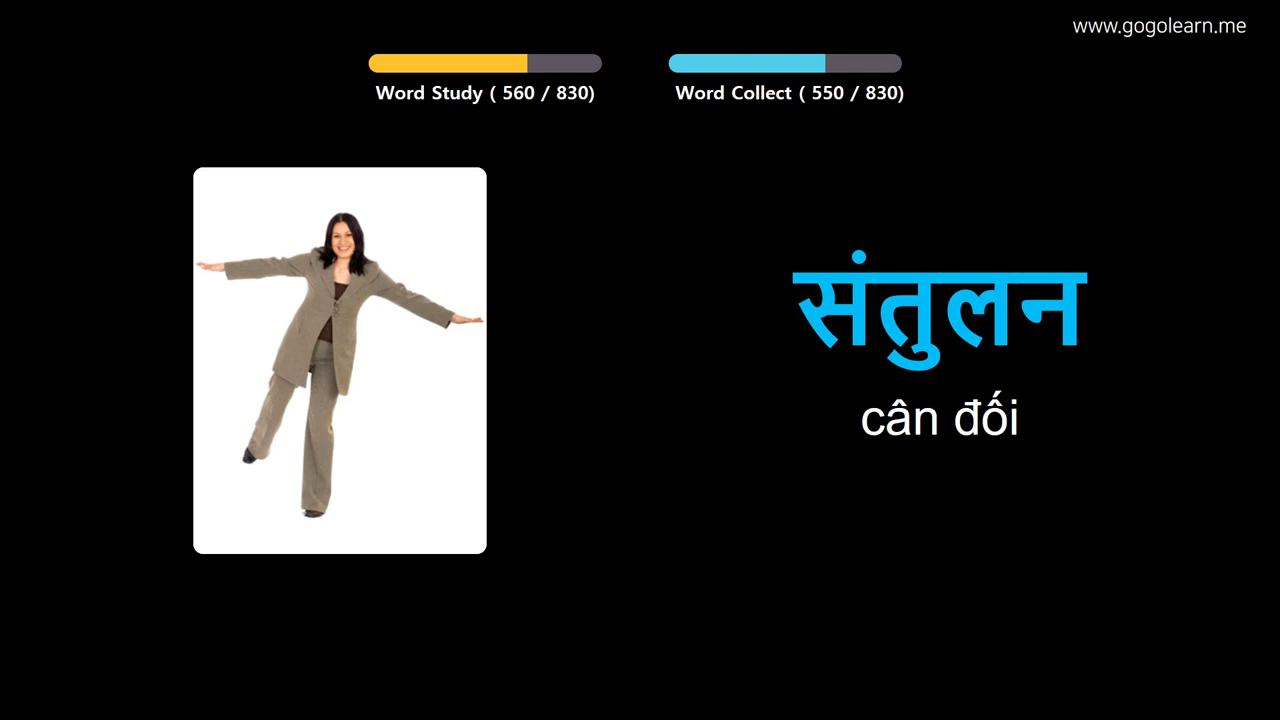 www.gogolearn.me
Word Study ( 560 / 830)
Word Collect ( 550 / 830)
संतुलन
cân đối